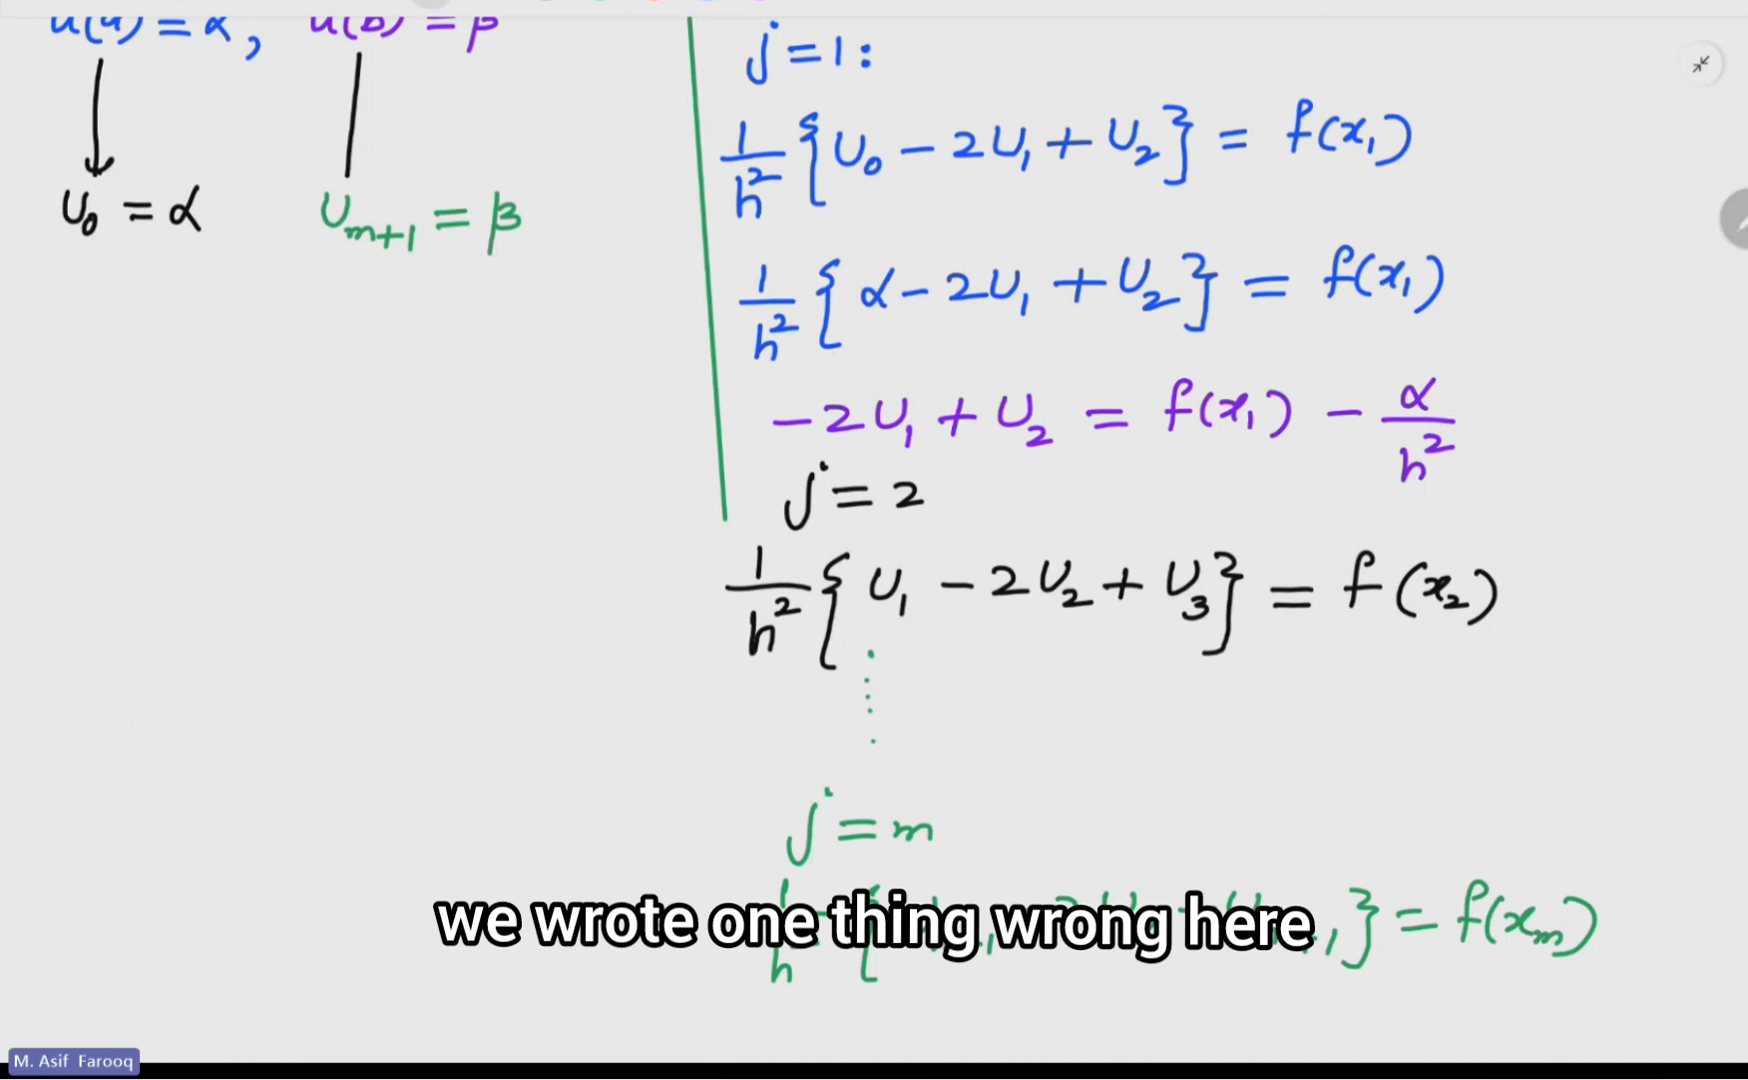 u(a) = α, u(b) = β
U₀ = α U_{m+1} = β
j = 1:
1/h² {U₀ - 2U₁ + U₂} = f(x₁)
1/h² {α - 2U₁ + U₂} = f(x₁)
-2U₁ + U₂ = f(x₁) - α/h²
j = 2
1/h² {U₁ - 2U₂ + U₃} = f(x₂)
j = m
} = f(xₘ)
we wrote one thing wrong here
M. Asif Farooq